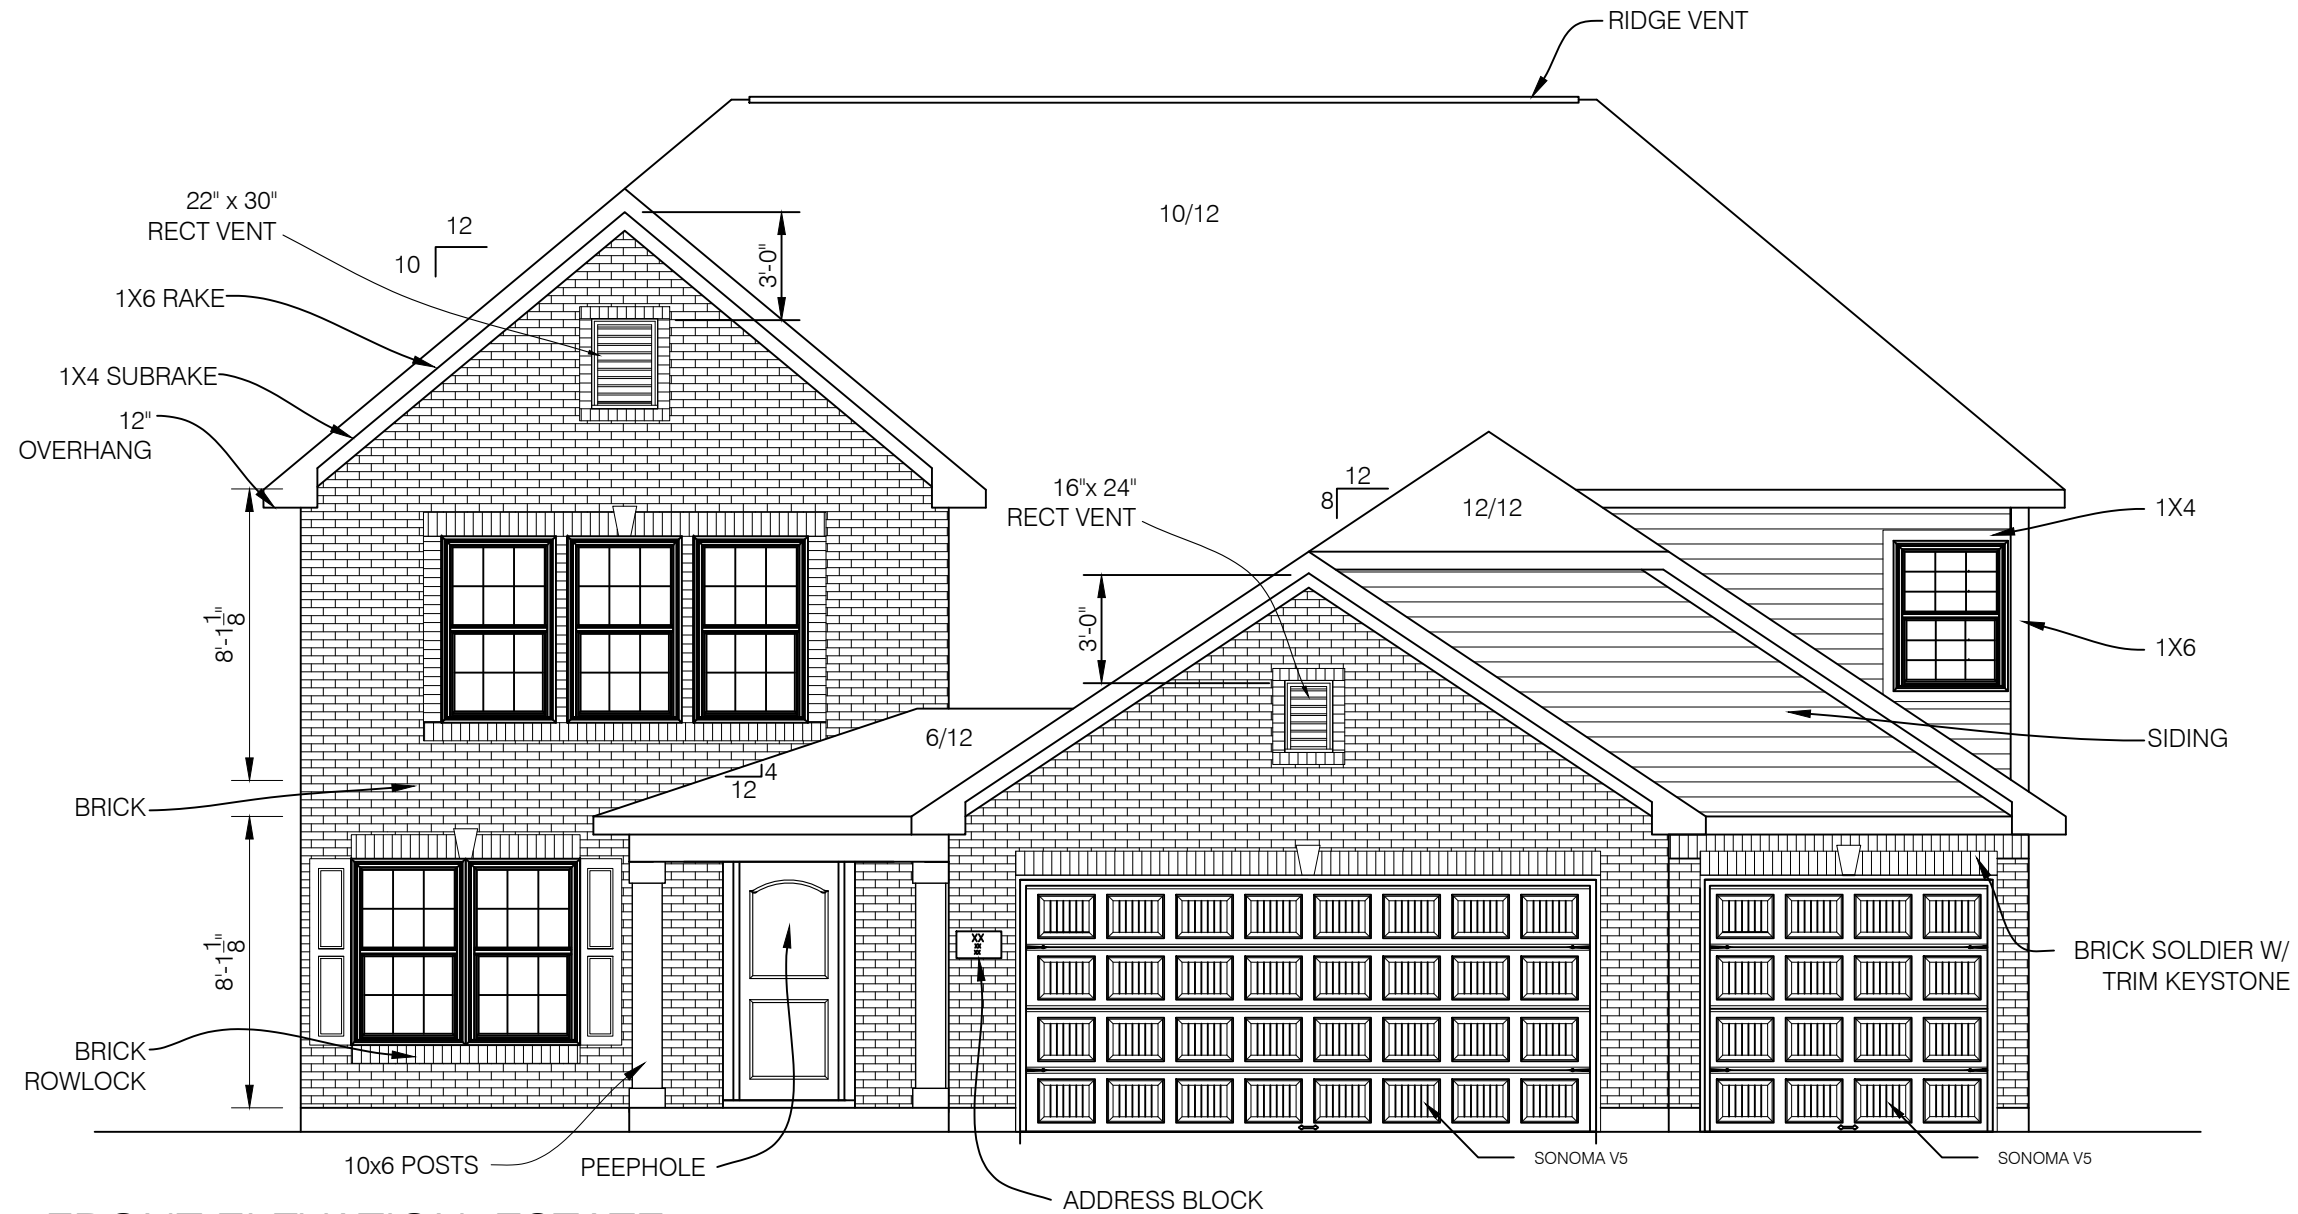 RIDGE VENT
22" x 30"
RECT VENT
12
10
3'-0"
10/12
1X6 RAKE
1X4 SUBRAKE
12"
OVERHANG
16"x 24"
RECT VENT
12
8
12/12
1X4
3'-0"
8'-1 1/8"
1X6
6/12
SIDING
4
12
BRICK
8'-1 1/8"
XX
BRICK SOLDIER W/
TRIM KEYSTONE
BRICK
ROWLOCK
10x6 POSTS
PEEPHOLE
SONOMA V5
SONOMA V5
ADDRESS BLOCK